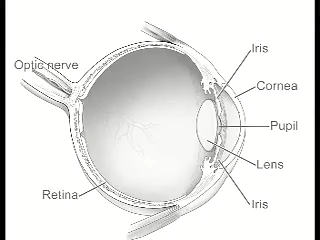 Iris
Optic nerve
Cornea
Pupil
Lens
Retina
Iris